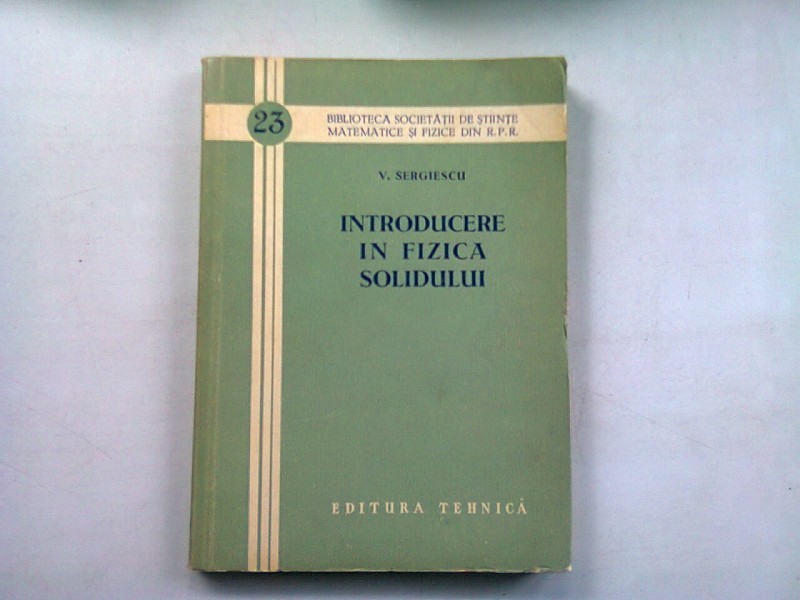 23
BIBLIOTECA SOCIETĂȚII DE ȘTIINȚE
MATEMATICE ȘI FIZICE DIN R.P.R.
V. SERGIESCU
INTRODUCERE
IN FIZICA
SOLIDULUI
EDITURA TEHNICĂ